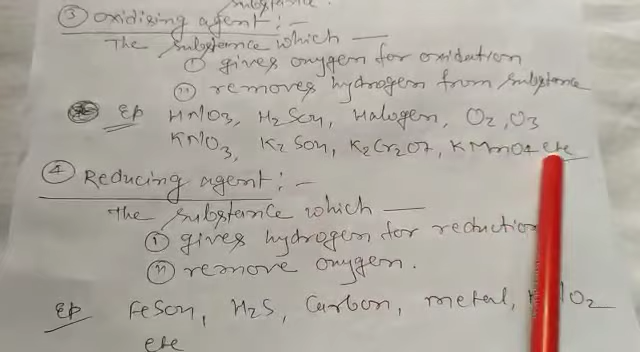 substance
③ Oxidising agent :-
The substance which —
① gives oxygen for oxidation
⑪ removes hydrogen from substance
Ep HNO3, H2SO4, Halogen, O2, O3
KNO3, K2SO4, K2Cr2O7, KMnO4 etc
④ Reducing agent : -
The substance which —
① gives hydrogen for reduction
⑪ remove oxygen.
Ep FeSO4, H2S, Carbon, metal,
etc